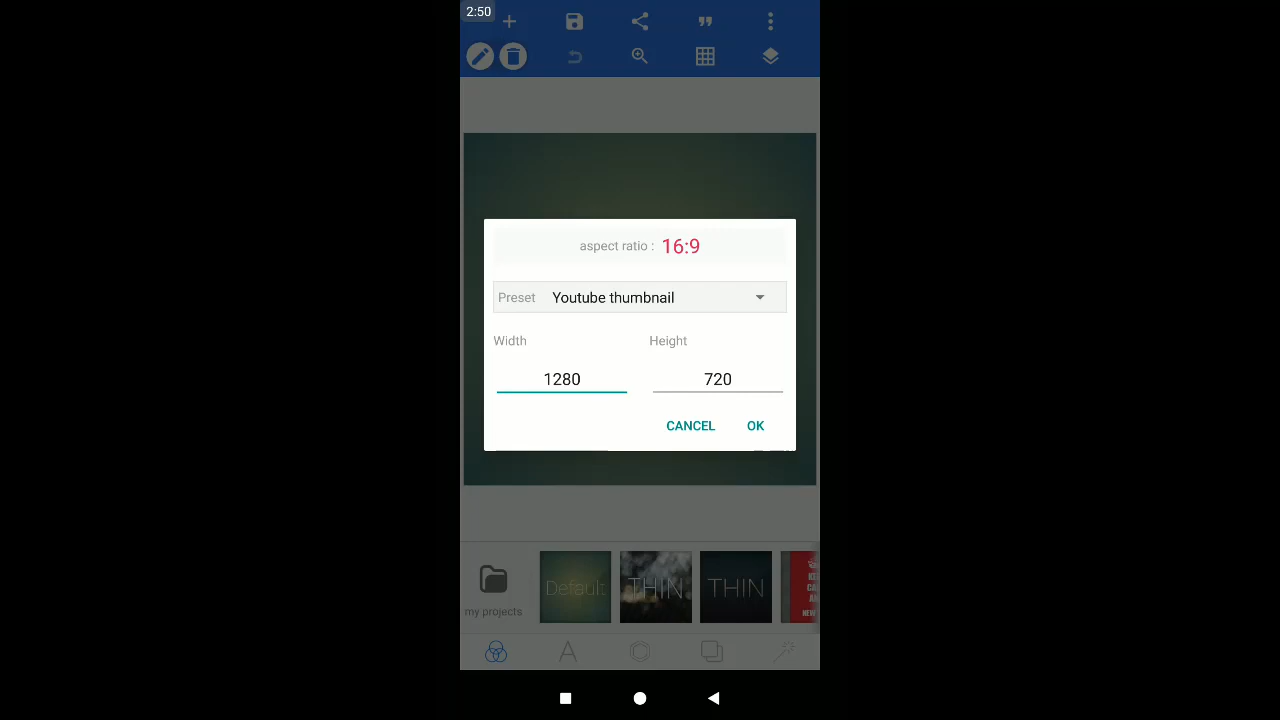 2:50
aspect ratio : 16:9
Preset Youtube thumbnail
Width Height
1280 720
CANCEL OK
my projects
Default
THIN
THIN